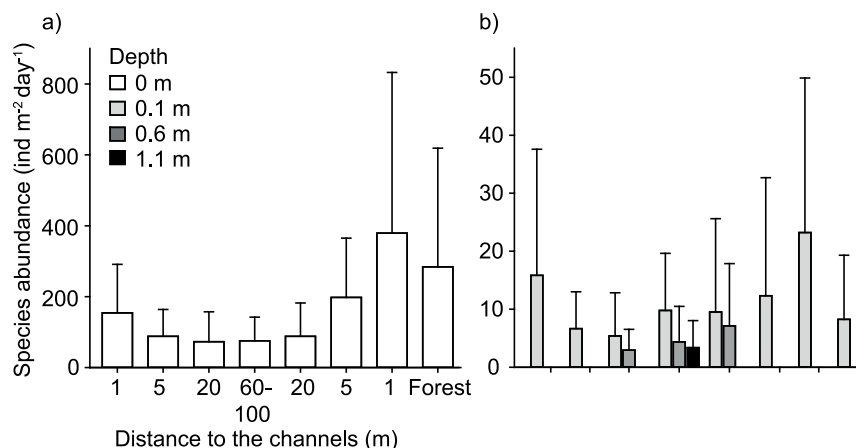 a)
Depth
0 m
0.1 m
0.6 m
1.1 m
Species abundance (ind m⁻² day⁻¹)
800
600
400
200
0
1 5 20 60- 20 5 1 Forest
100
Distance to the channels (m)
b)
50
40
30
20
10
0